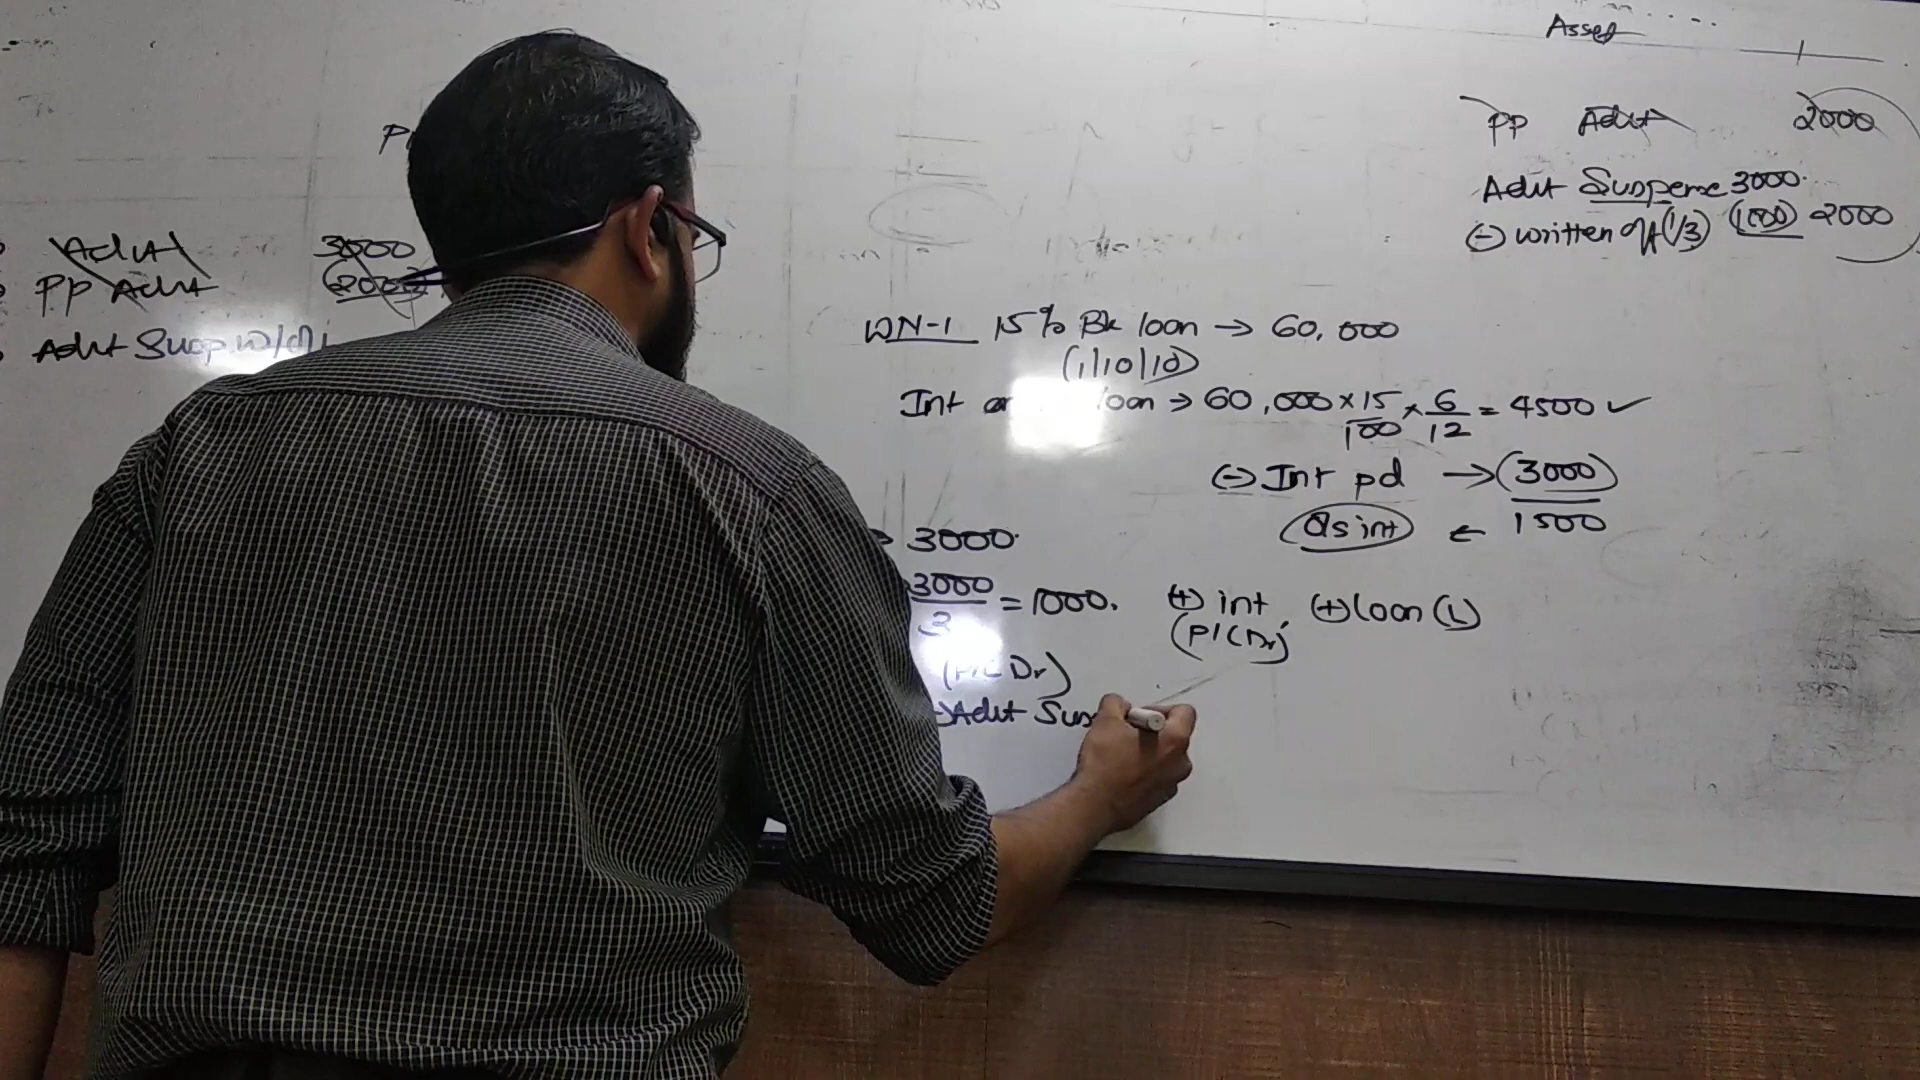 Asset
PP Advt 2000
Advt Suspense 3000.
(-) written off (1/3) (1000) 2000
Advt 3000
PP Advt (2000)
Advt Susp. w/off
WN-1 15% Bk loan → 60,000
(1/10/10)
Int loan → 60,000 × 15/100 × 6/12 = 4500 ✓
(-) Int pd → (3000)
O/s int ← 1500
→ 3000.
3000/3 = 1000.
(+) int (+) loan (L)
(P/L Dr)
(P/L Dr)
→ Advt Sus